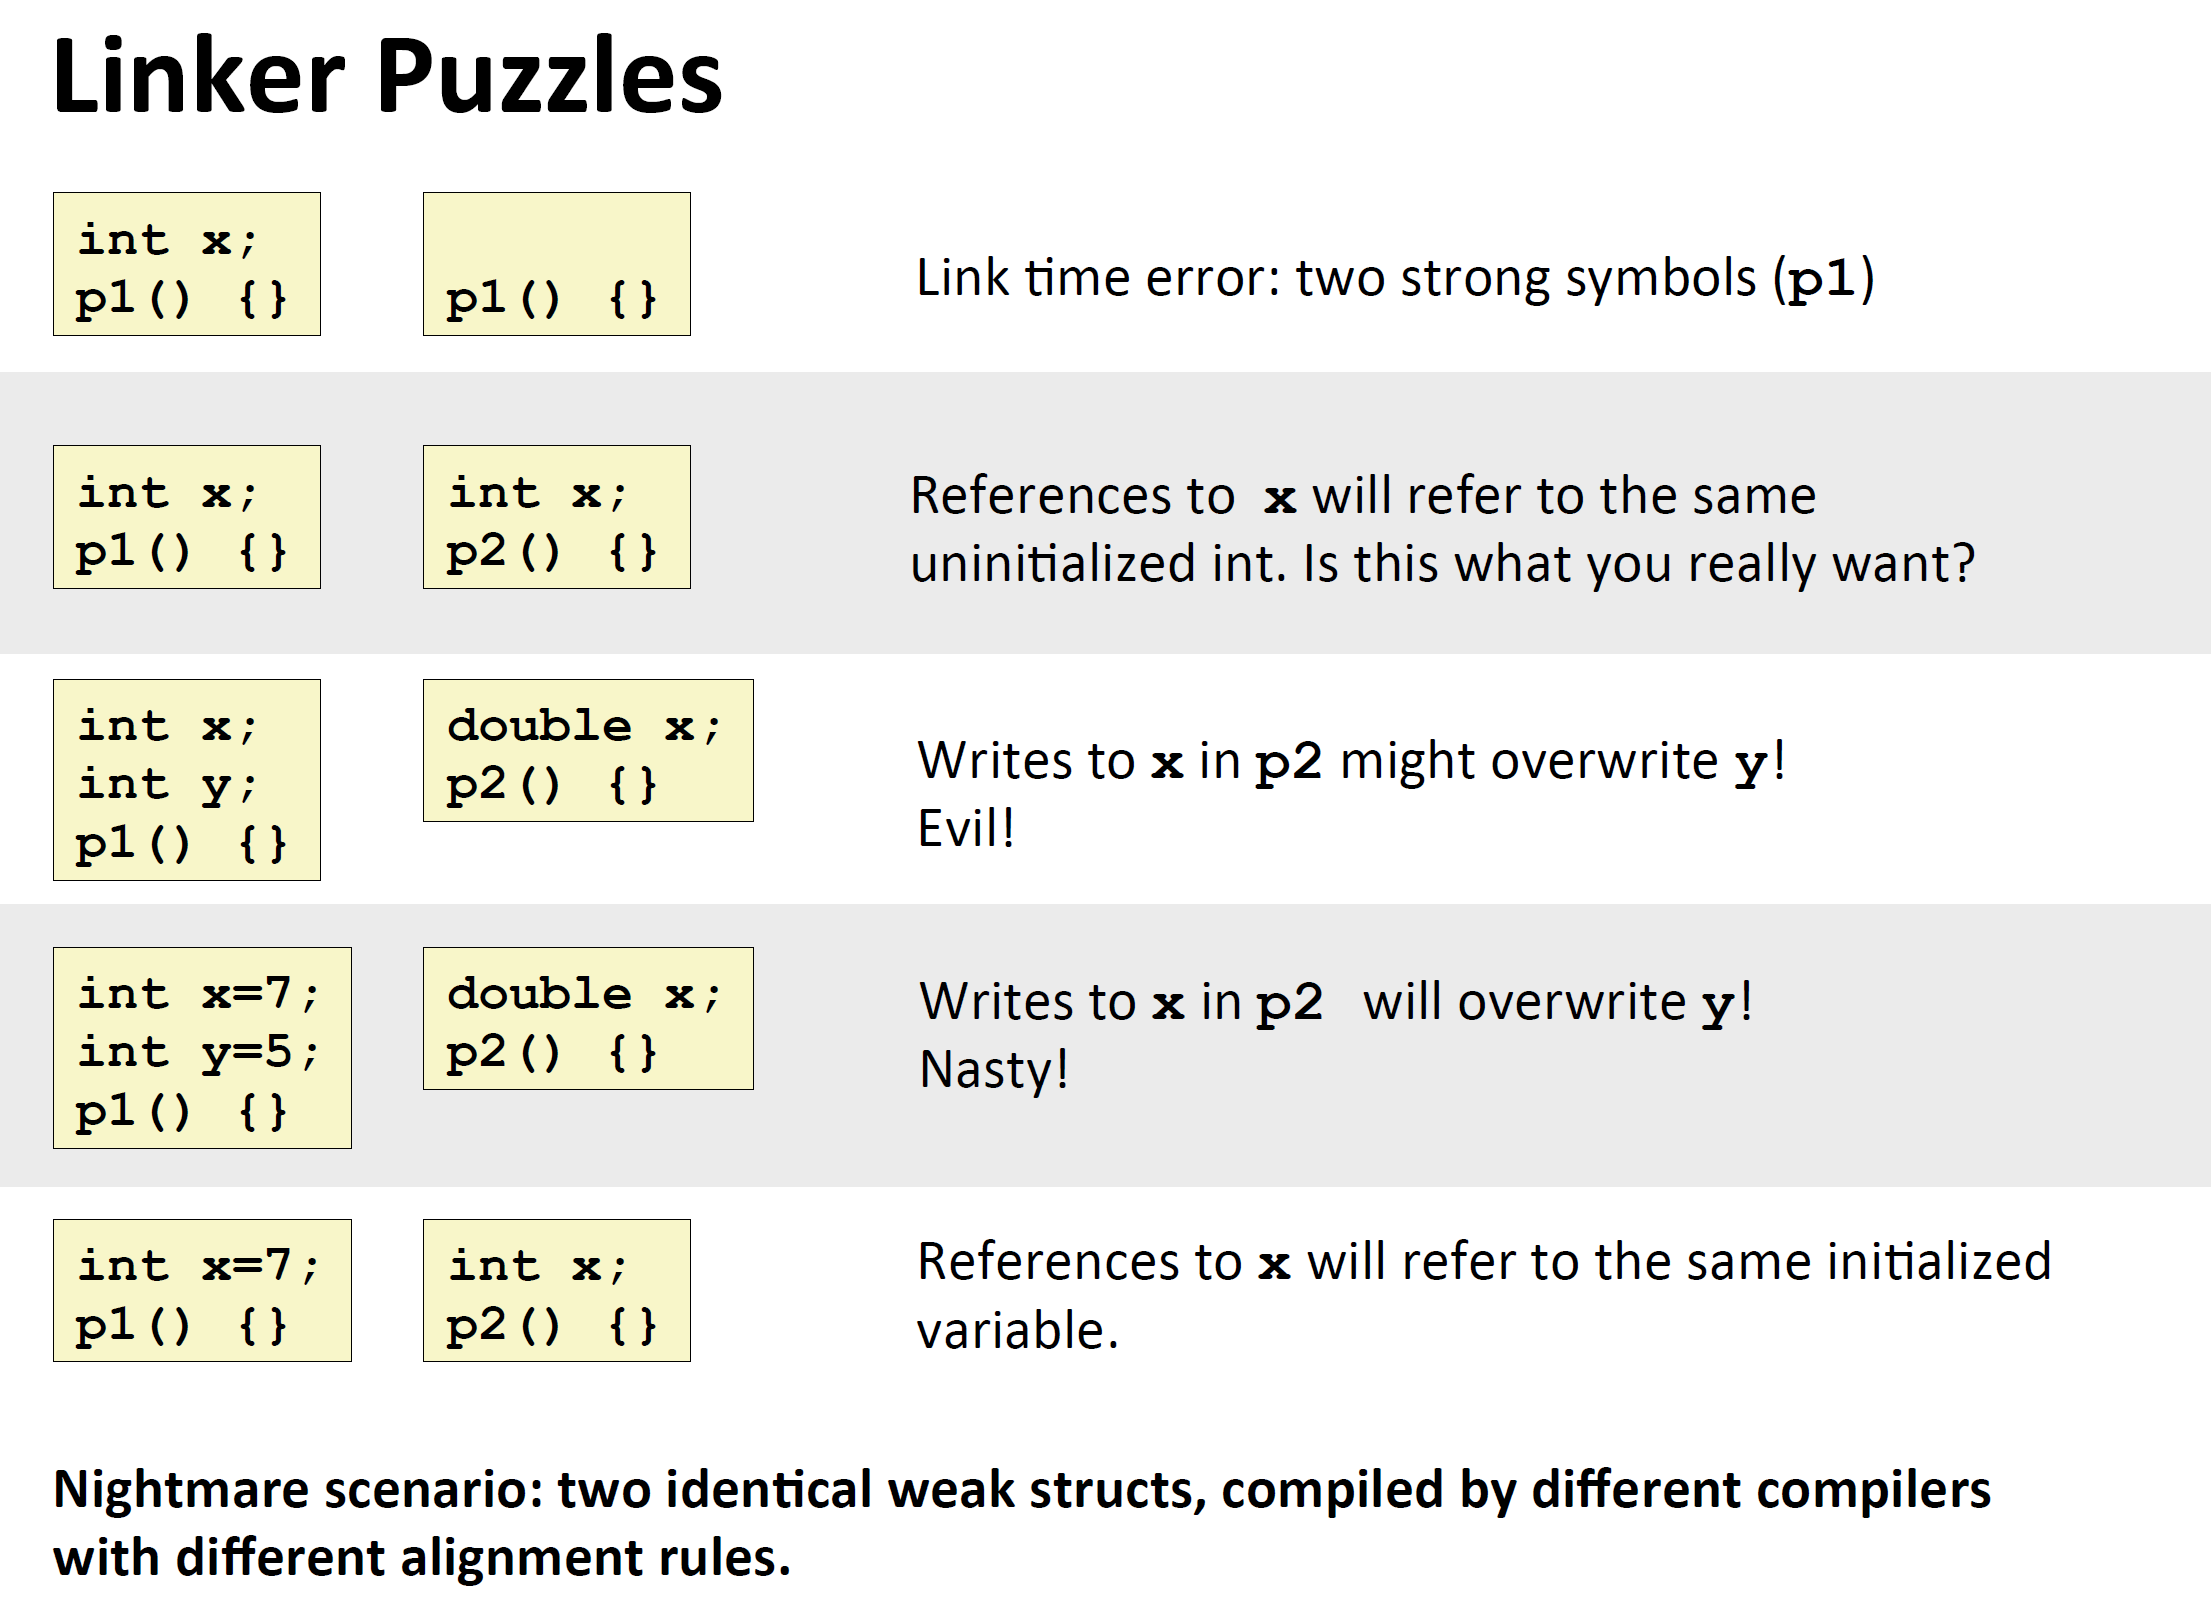 Linker Puzzles
int x;
p1() {}
p1() {}
Link time error: two strong symbols (p1)
int x;
p1() {}
int x;
p2() {}
References to x will refer to the same
uninitialized int. Is this what you really want?
int x;
int y;
p1() {}
double x;
p2() {}
Writes to x in p2 might overwrite y!
Evil!
int x=7;
int y=5;
p1() {}
double x;
p2() {}
Writes to x in p2 will overwrite y!
Nasty!
int x=7;
p1() {}
int x;
p2() {}
References to x will refer to the same initialized
variable.
Nightmare scenario: two identical weak structs, compiled by different compilers
with different alignment rules.